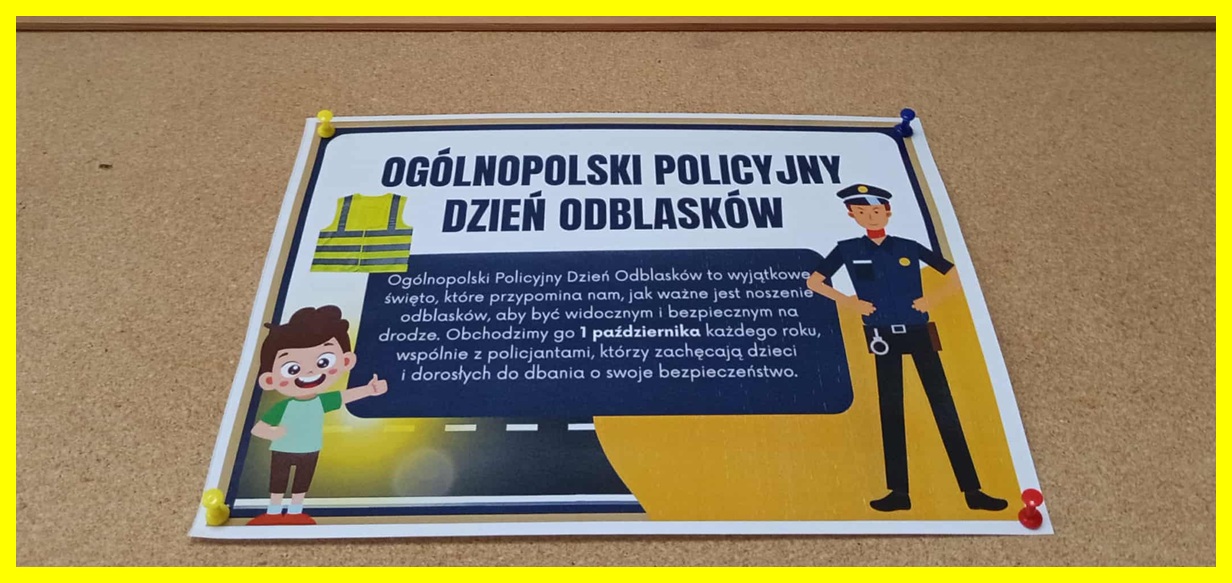 OGÓLNOPOLSKI POLICYJNY
DZIEŃ ODBLASKÓW
Ogólnopolski Policyjny Dzień Odblasków to wyjątkowe
święto, które przypomina nam, jak ważne jest noszenie
odblasków, aby być widocznym i bezpiecznym na
drodze. Obchodzimy go 1 października każdego roku,
wspólnie z policjantami, którzy zachęcają dzieci
i dorosłych do dbania o swoje bezpieczeństwo.